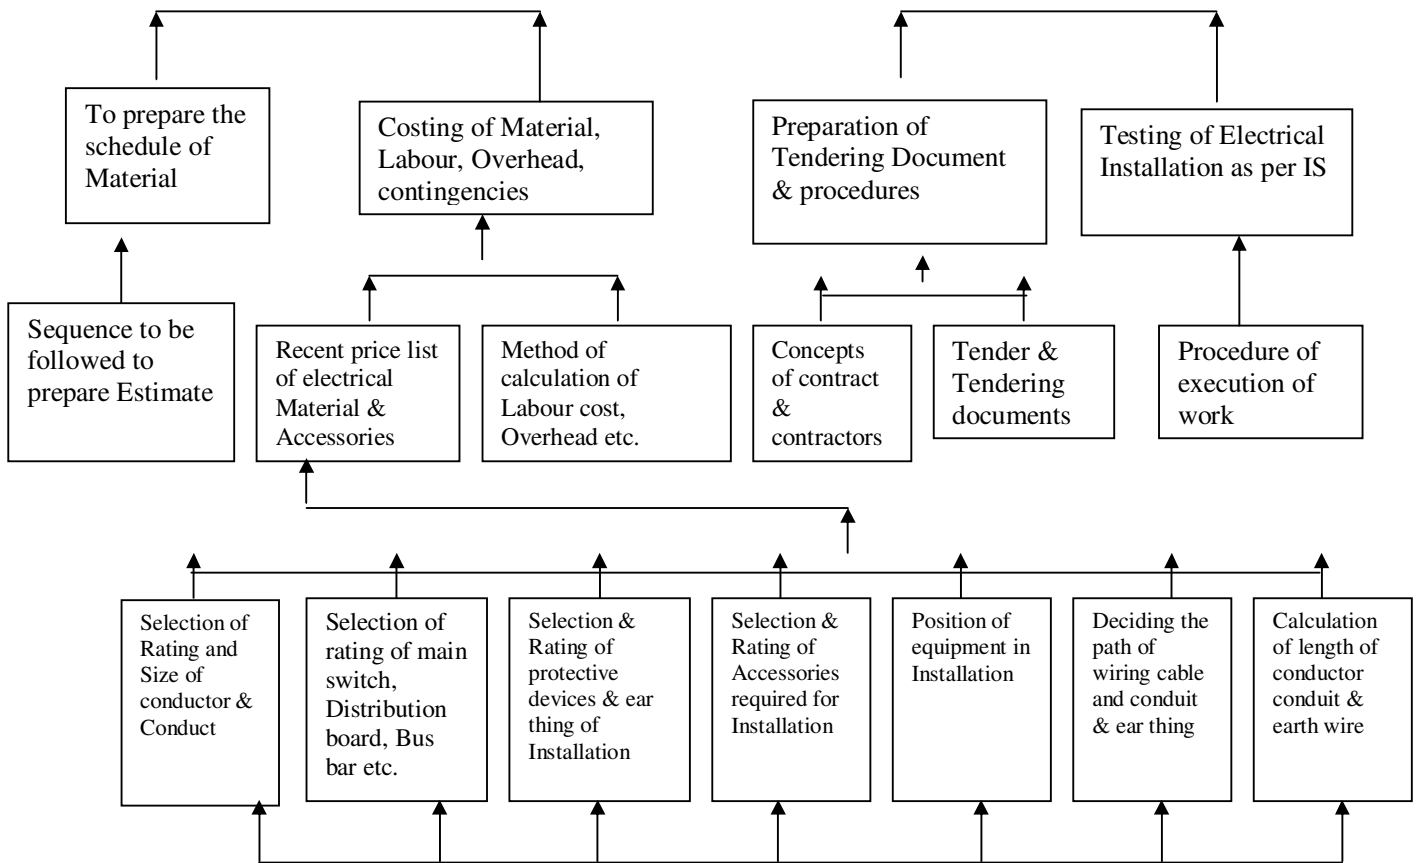 To prepare the
schedule of
Material
Costing of Material,
Labour, Overhead,
contingencies
Preparation of
Tendering Document
& procedures
Testing of Electrical
Installation as per IS
Sequence to be
followed to
prepare Estimate
Recent price list
of electrical
Material &
Accessories
Method of
calculation of
Labour cost,
Overhead etc.
Concepts
of contract
&
contractors
Tender &
Tendering
documents
Procedure of
execution of
work
Selection of
Rating and
Size of
conductor &
Conduct
Selection of
rating of main
switch,
Distribution
board, Bus
bar etc.
Selection &
Rating of
protective
devices & ear
thing of
Installation
Selection &
Rating of
Accessories
required for
Installation
Position of
equipment in
Installation
Deciding the
path of
wiring cable
and conduit
& ear thing
Calculation
of length of
conductor
conduit &
earth wire